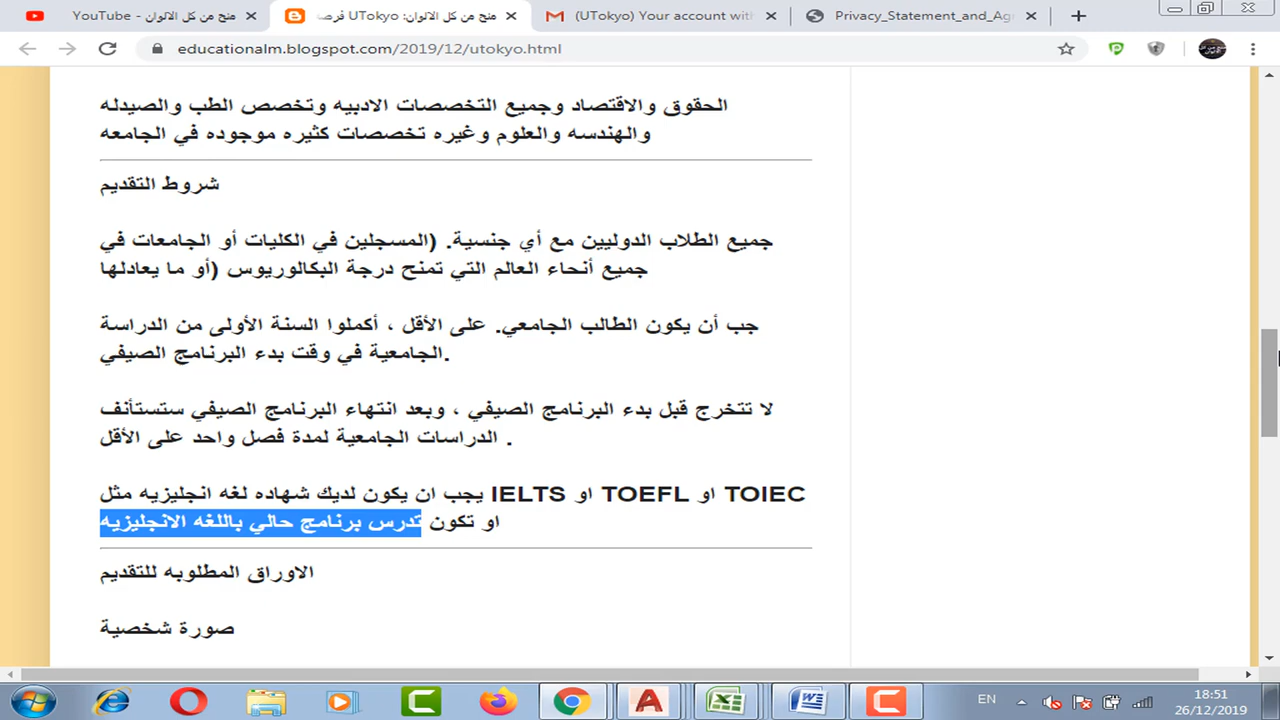 منح من كل الالوان - YouTube
منح من كل الالوان: UTokyo فرصه
(UTokyo) Your account with
Privacy_Statement_and_Agr
educationalm.blogspot.com/2019/12/utokyo.html
الحقوق والاقتصاد وجميع التخصصات الادبيه وتخصص الطب والصيدله
والهندسه والعلوم وغيره تخصصات كثيره موجوده في الجامعه
شروط التقديم
جميع الطلاب الدوليين مع أي جنسية. (المسجلين في الكليات أو الجامعات في
جميع أنحاء العالم التي تمنح درجة البكالوريوس (أو ما يعادلها
جب أن يكون الطالب الجامعي. على الأقل ، أكملوا السنة الأولى من الدراسة
الجامعية في وقت بدء البرنامج الصيفي.
لا تتخرج قبل بدء البرنامج الصيفي ، وبعد انتهاء البرنامج الصيفي ستستأنف
الدراسات الجامعية لمدة فصل واحد على الأقل .
يجب ان يكون لديك شهاده لغه انجليزيه مثل IELTS او TOEFL او TOIEC
او تكون تدرس برنامج حالي باللغه الانجليزيه
الاوراق المطلوبه للتقديم
صورة شخصية
EN
18:51
26/12/2019